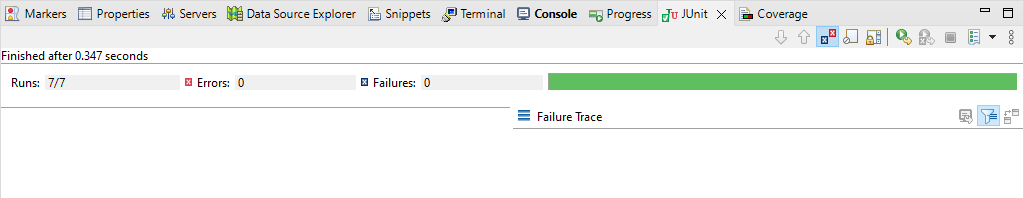 Markers Properties Servers Data Source Explorer Snippets Terminal Console Progress JUnit Coverage
Finished after 0.347 seconds
Runs: 7/7 Errors: 0 Failures: 0
Failure Trace